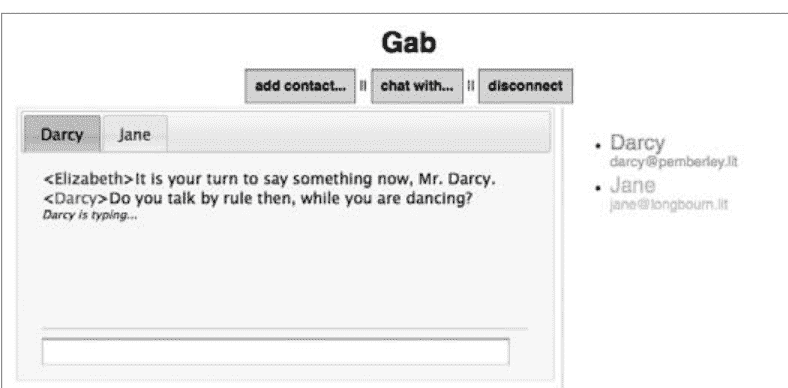 Gab
add contact... || chat with... || disconnect
Darcy Jane
<Elizabeth>It is your turn to say something now, Mr. Darcy.
<Darcy>Do you talk by rule then, while you are dancing?
Darcy is typing...
• Darcy
darcy@pemberley.lit
• Jane
jane@longbourn.lit